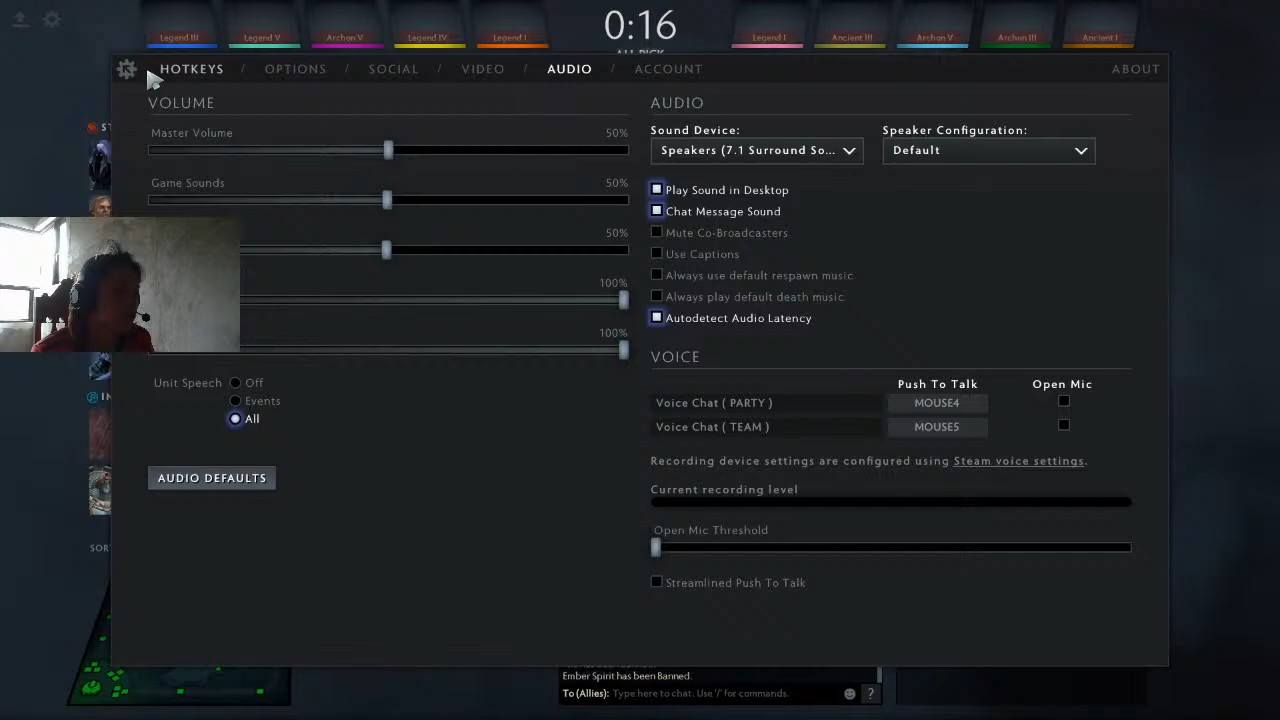 Legend III Legend V Archon V Legend IV Legend I 0:16 Legend I Ancient III Archon V Archon III Ancient I
ALL PICK
HOTKEYS / OPTIONS / SOCIAL / VIDEO / AUDIO / ACCOUNT ABOUT
VOLUME
Master Volume 50%
Game Sounds 50%
50%
100%
100%
Unit Speech Off
Events
All
AUDIO DEFAULTS
AUDIO
Sound Device: Speaker Configuration:
Speakers (7.1 Surround So... Default
Play Sound in Desktop
Chat Message Sound
Mute Co-Broadcasters
Use Captions
Always use default respawn music
Always play default death music
Autodetect Audio Latency
VOICE
Push To Talk Open Mic
Voice Chat ( PARTY ) MOUSE4
Voice Chat ( TEAM ) MOUSE5
Recording device settings are configured using Steam voice settings.
Current recording level
Open Mic Threshold
Streamlined Push To Talk
Ember Spirit has been Banned.
To (Allies): Type here to chat. Use '/' for commands. ?